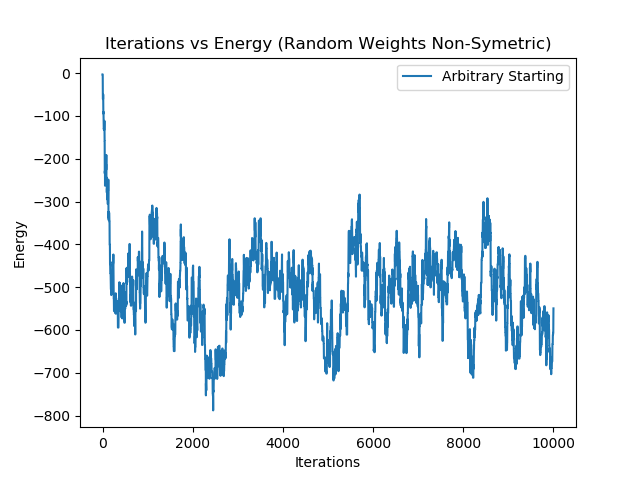 Iterations vs Energy (Random Weights Non-Symetric)
Arbitrary Starting
Energy
0
−100
−200
−300
−400
−500
−600
−700
−800
0 2000 4000 6000 8000 10000
Iterations